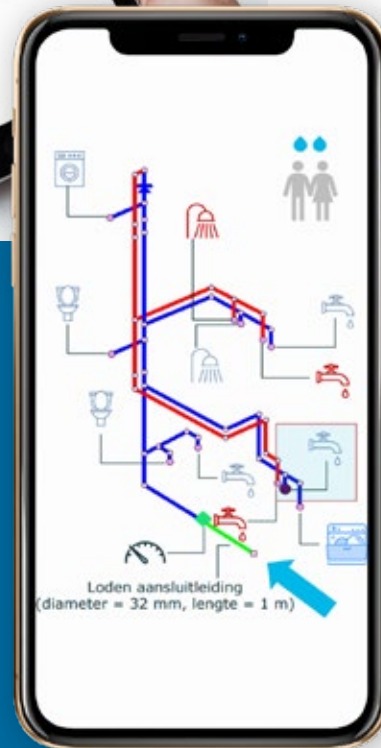 Loden aansluitleiding
(diameter = 32 mm, lengte = 1 m)